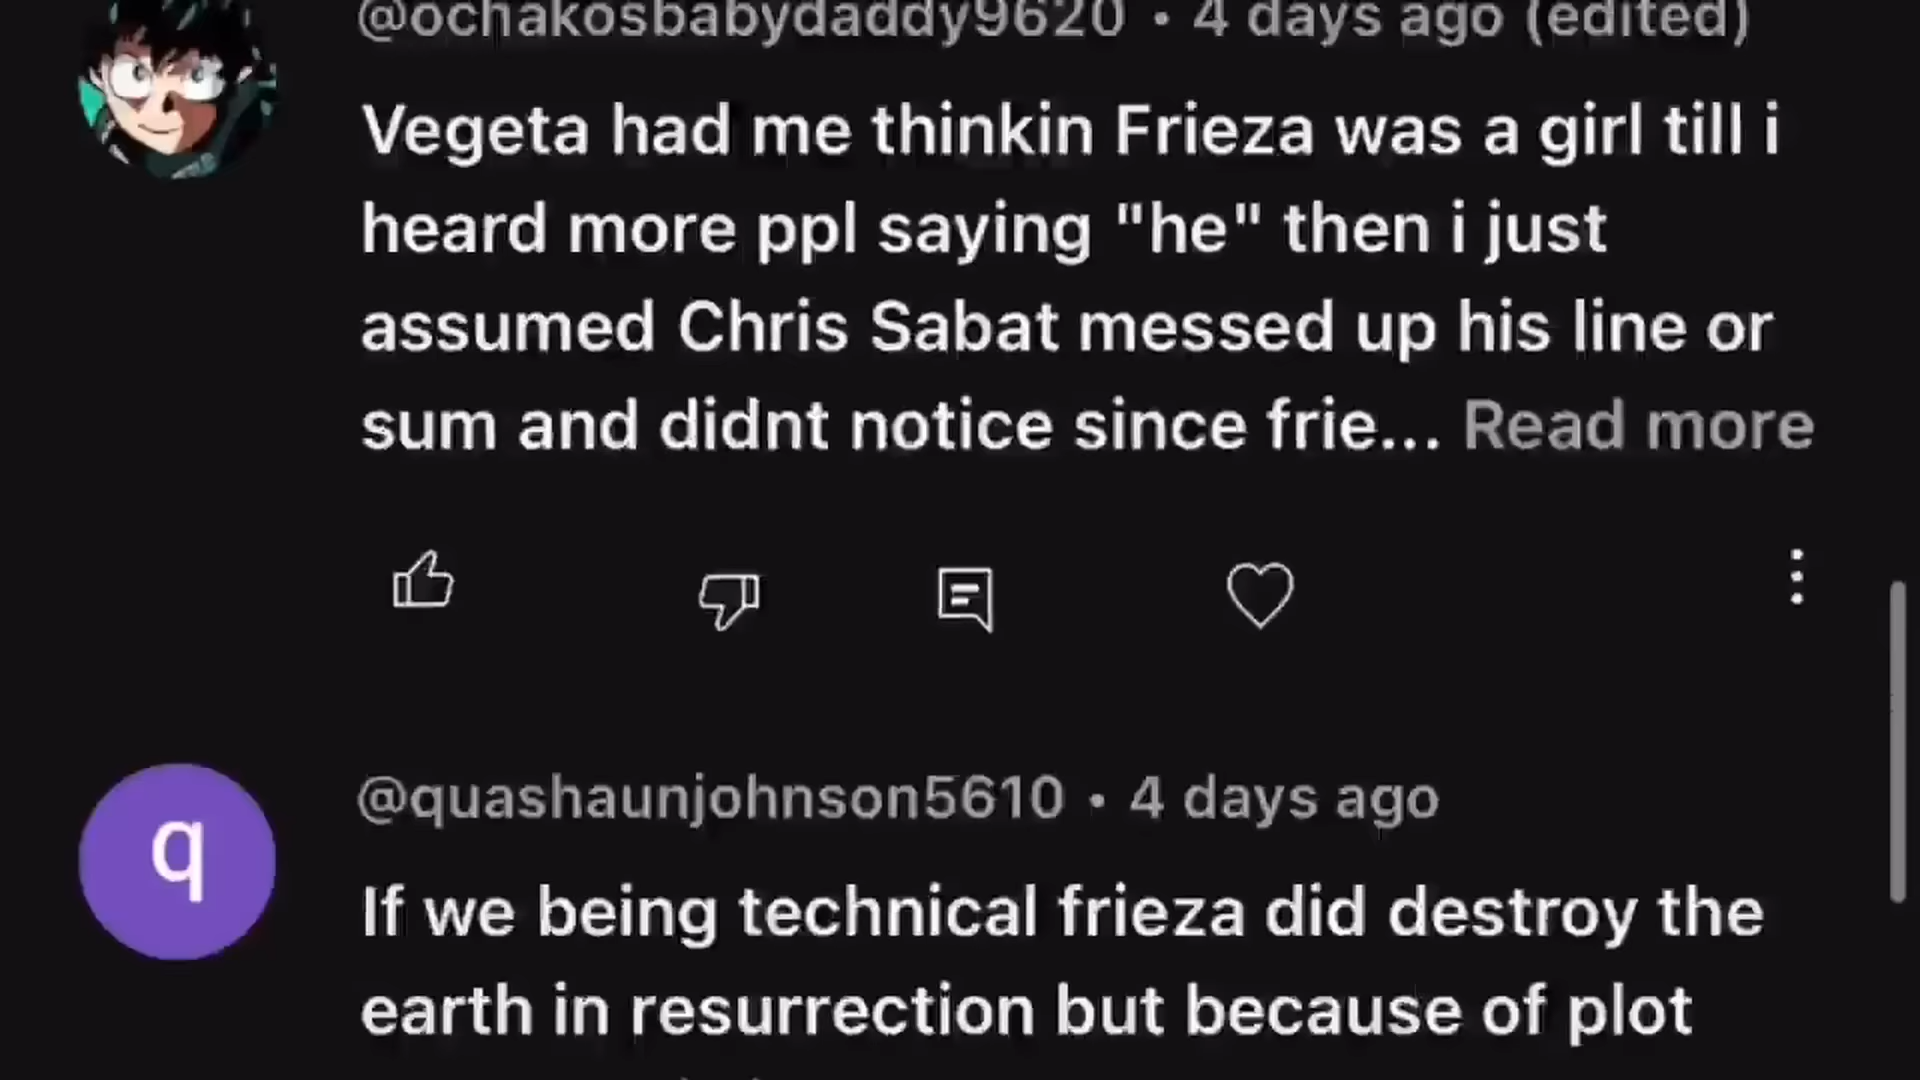 @ochakosbabydaddy9620 • 4 days ago (edited)
Vegeta had me thinkin Frieza was a girl till i
heard more ppl saying "he" then i just
assumed Chris Sabat messed up his line or
sum and didnt notice since frie... Read more
q
@quashaunjohnson5610 • 4 days ago
If we being technical frieza did destroy the
earth in resurrection but because of plot